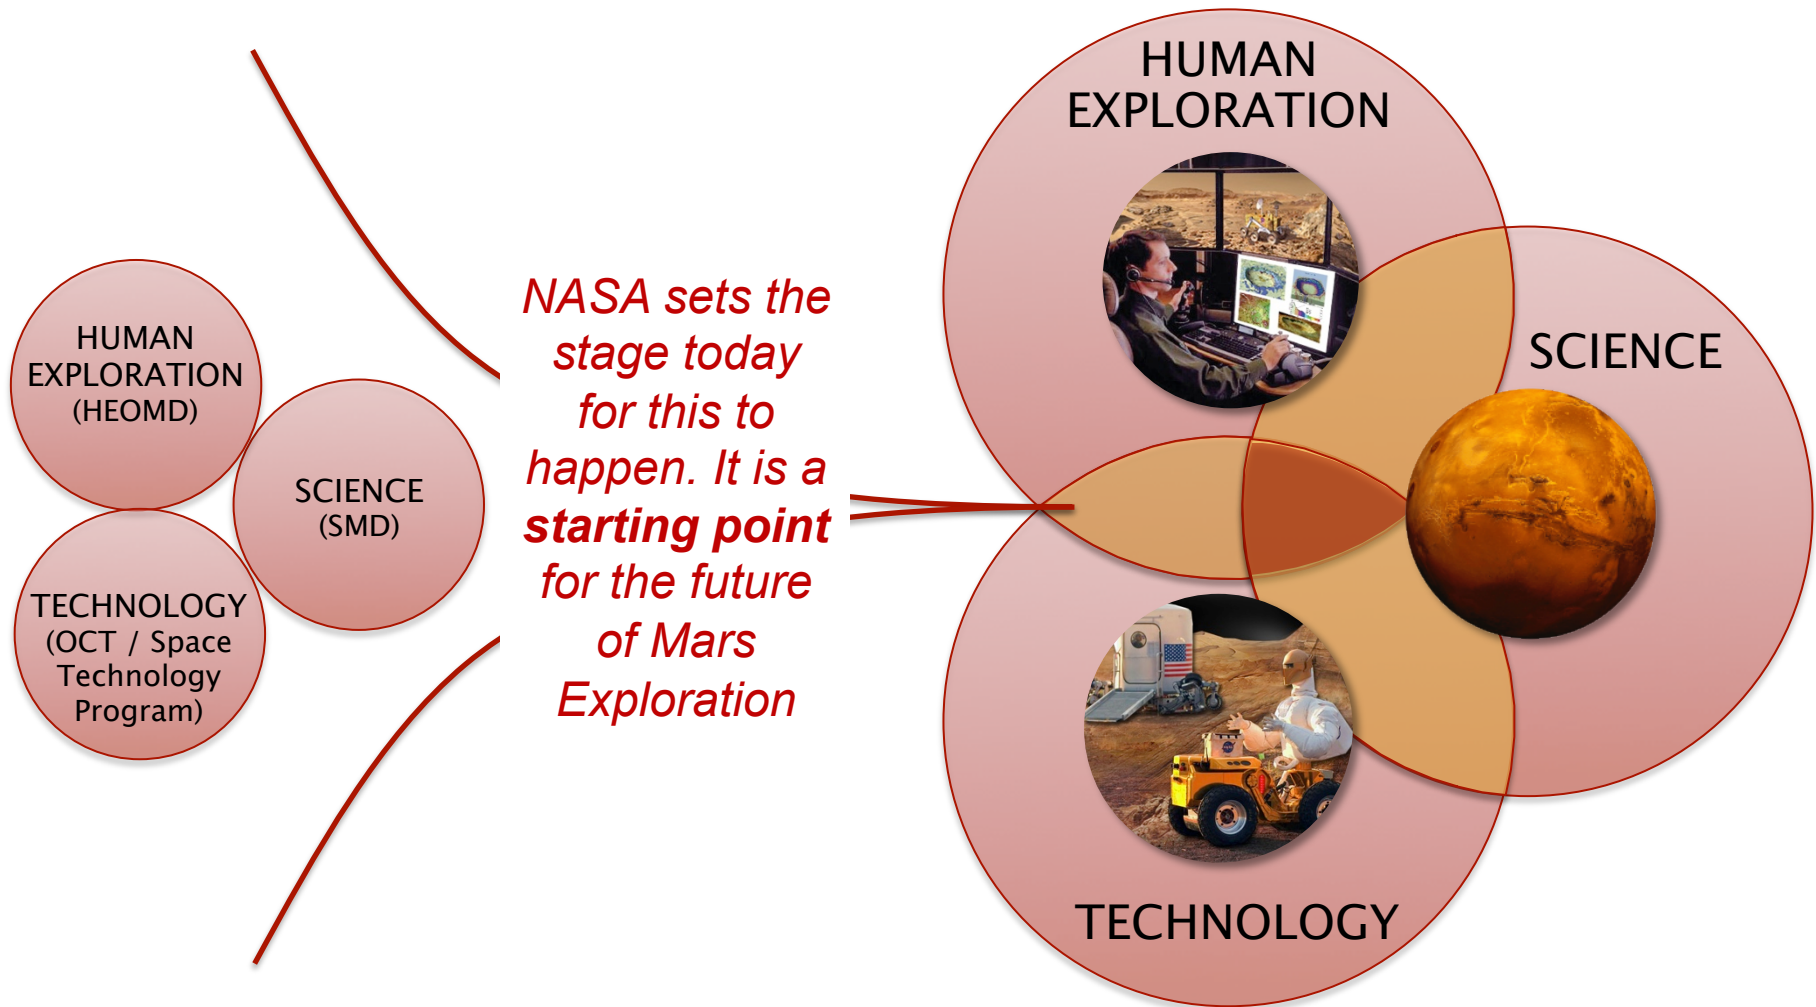 HUMAN
EXPLORATION
(HEOMD)
SCIENCE
(SMD)
TECHNOLOGY
(OCT / Space
Technology
Program)
NASA sets the
stage today
for this to
happen. It is a
starting point
for the future
of Mars
Exploration
HUMAN
EXPLORATION
SCIENCE
TECHNOLOGY